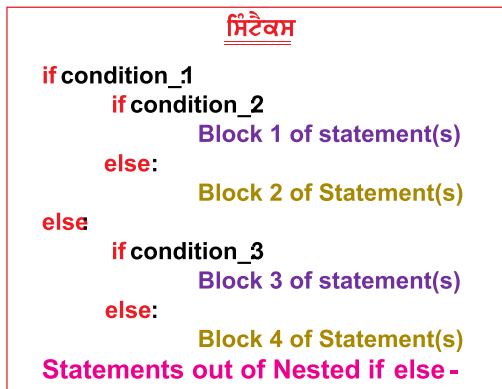 ਸਿੰਟੈਕਸ
if condition_1:
if condition_2:
Block 1 of statement(s)
else:
Block 2 of Statement(s)
else:
if condition_3:
Block 3 of statement(s)
else:
Block 4 of Statement(s)
Statements out of Nested if else-